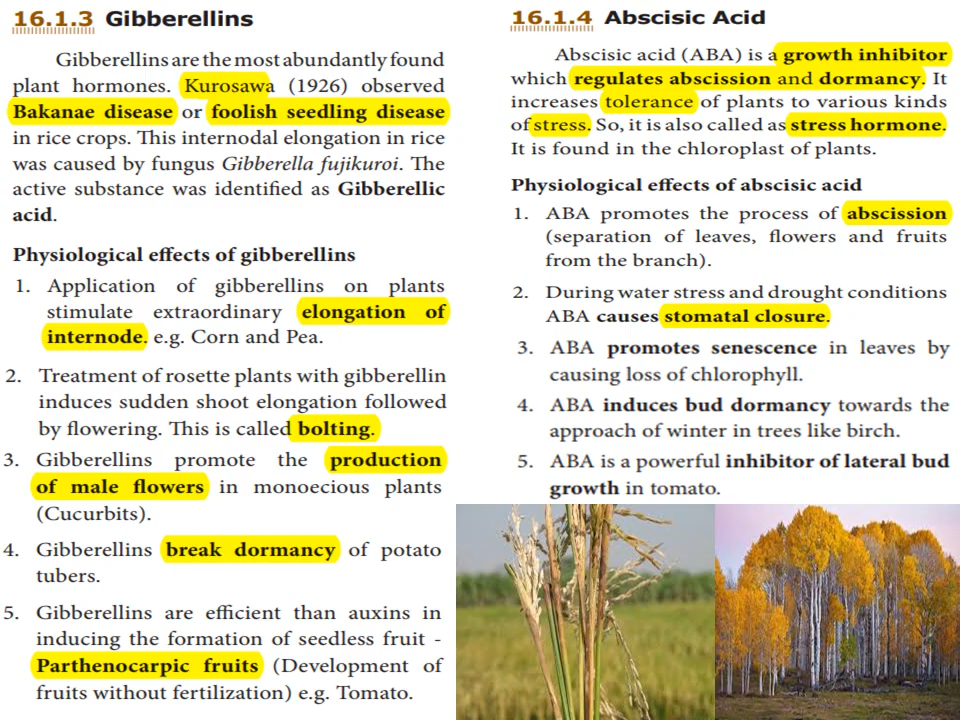 16.1.3 Gibberellins
Gibberellins are the most abundantly found
plant hormones. Kurosawa (1926) observed
Bakanae disease or foolish seedling disease
in rice crops. This internodal elongation in rice
was caused by fungus Gibberella fujikuroi. The
active substance was identified as Gibberellic
acid.
Physiological effects of gibberellins
1. Application of gibberellins on plants
stimulate extraordinary elongation of
internode. e.g. Corn and Pea.
2. Treatment of rosette plants with gibberellin
induces sudden shoot elongation followed
by flowering. This is called bolting.
3. Gibberellins promote the production
of male flowers in monoecious plants
(Cucurbits).
4. Gibberellins break dormancy of potato
tubers.
5. Gibberellins are efficient than auxins in
inducing the formation of seedless fruit -
Parthenocarpic fruits (Development of
fruits without fertilization) e.g. Tomato.
16.1.4 Abscisic Acid
Abscisic acid (ABA) is a growth inhibitor
which regulates abscission and dormancy. It
increases tolerance of plants to various kinds
of stress. So, it is also called as stress hormone.
It is found in the chloroplast of plants.
Physiological effects of abscisic acid
1. ABA promotes the process of abscission
(separation of leaves, flowers and fruits
from the branch).
2. During water stress and drought conditions
ABA causes stomatal closure.
3. ABA promotes senescence in leaves by
causing loss of chlorophyll.
4. ABA induces bud dormancy towards the
approach of winter in trees like birch.
5. ABA is a powerful inhibitor of lateral bud
growth in tomato.